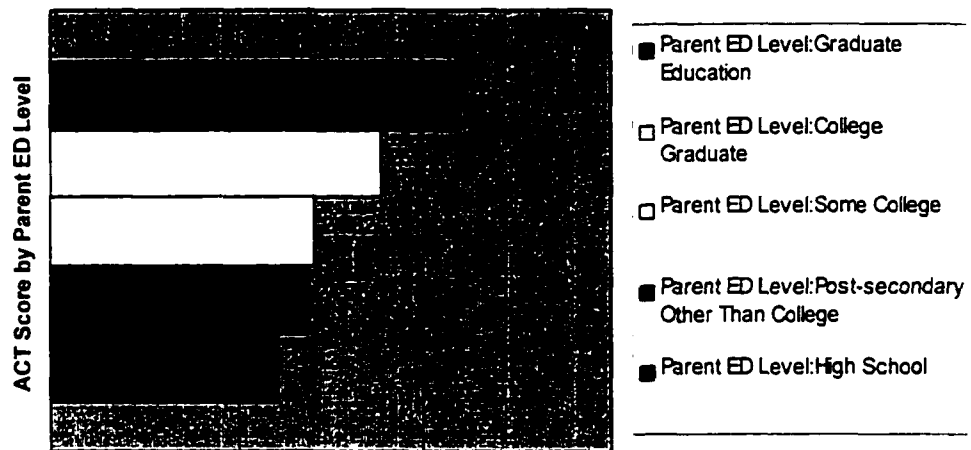 ACT Score by Parent ED Level
Parent ED Level:Graduate
Education
Parent ED Level:College
Graduate
Parent ED Level:Some College
Parent ED Level:Post-secondary
Other Than College
Parent ED Level:High School